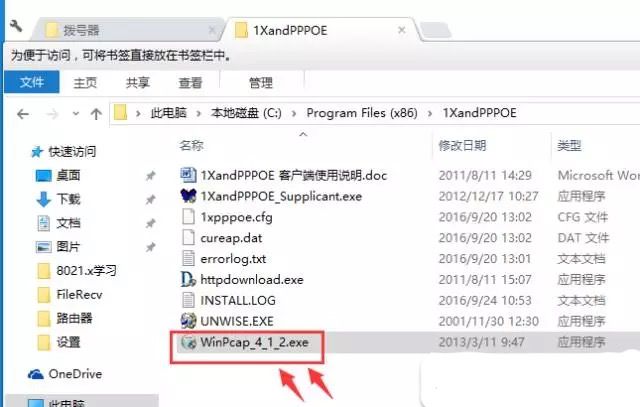 拨号器 1XandPPPOE
为便于访问，可将书签直接放在书签栏中。
文件 主页 共享 查看 管理
此电脑 本地磁盘 (C:) Program Files (x86) 1XandPPPOE
名称 修改日期 类型
快速访问
桌面
下载
文档
图片
8021.x学习
FileRecv
路由器
设置
OneDrive
此电脑
1XandPPPOE 客户端使用说明.doc 2011/8/11 14:29 Microsoft Wor
1XandPPPOE_Supplicant.exe 2012/12/17 10:27 应用程序
1xpppoe.cfg 2016/9/20 13:02 CFG 文件
cureap.dat 2016/9/20 13:02 DAT 文件
errorlog.txt 2016/9/20 13:01 文本文档
httpdownload.exe 2011/8/11 15:07 应用程序
INSTALL.LOG 2016/9/24 10:53 文本文档
UNWISE.EXE 2001/11/30 12:30 应用程序
WinPcap_4_1_2.exe 2013/3/11 9:47 应用程序